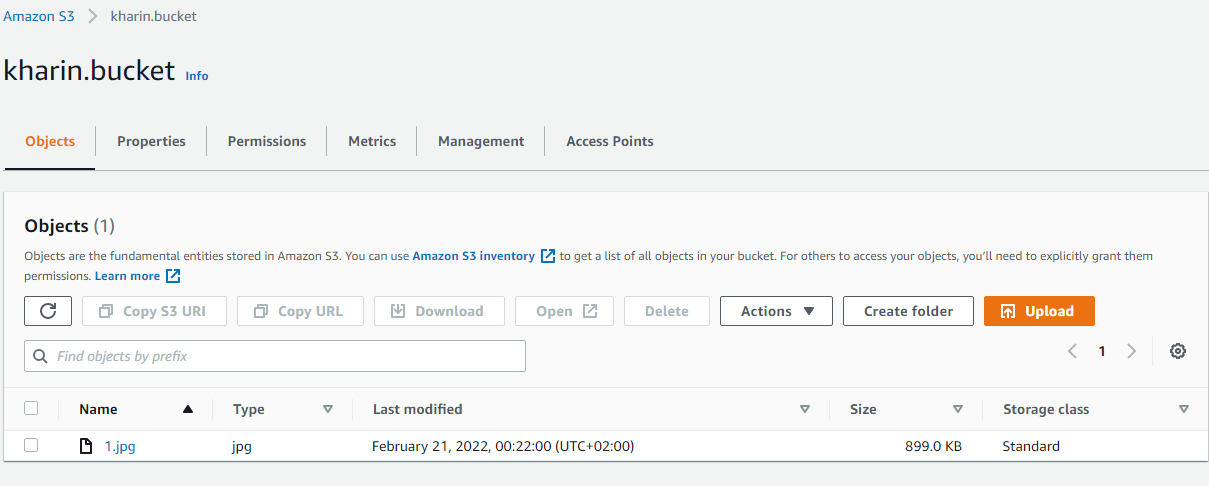 Amazon S3 > kharin.bucket
kharin.bucket Info
Objects Properties Permissions Metrics Management Access Points
Objects (1)
Objects are the fundamental entities stored in Amazon S3. You can use Amazon S3 inventory to get a list of all objects in your bucket. For others to access your objects, you'll need to explicitly grant them
permissions. Learn more
Copy S3 URI Copy URL Download Open Delete Actions Create folder Upload
Find objects by prefix
1
Name Type Last modified Size Storage class
1.jpg jpg February 21, 2022, 00:22:00 (UTC+02:00) 899.0 KB Standard